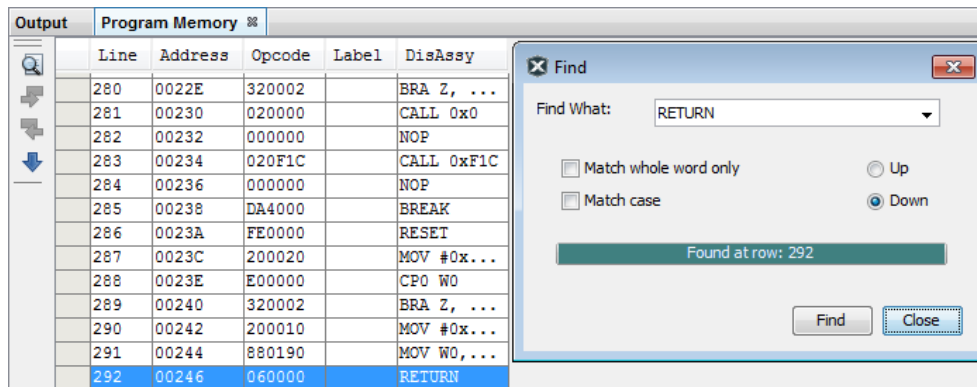 Output Program Memory
Line Address Opcode Label DisAssy
280 0022E 320002 BRA Z, ...
281 00230 020000 CALL 0x0
282 00232 000000 NOP
283 00234 020F1C CALL 0xF1C
284 00236 000000 NOP
285 00238 DA4000 BREAK
286 0023A FE0000 RESET
287 0023C 200020 MOV #0x...
288 0023E E00000 CP0 W0
289 00240 320002 BRA Z, ...
290 00242 200010 MOV #0x...
291 00244 880190 MOV W0,...
292 00246 060000 RETURN
Find
Find What: RETURN
Match whole word only Up
Match case Down
Found at row: 292
Find Close